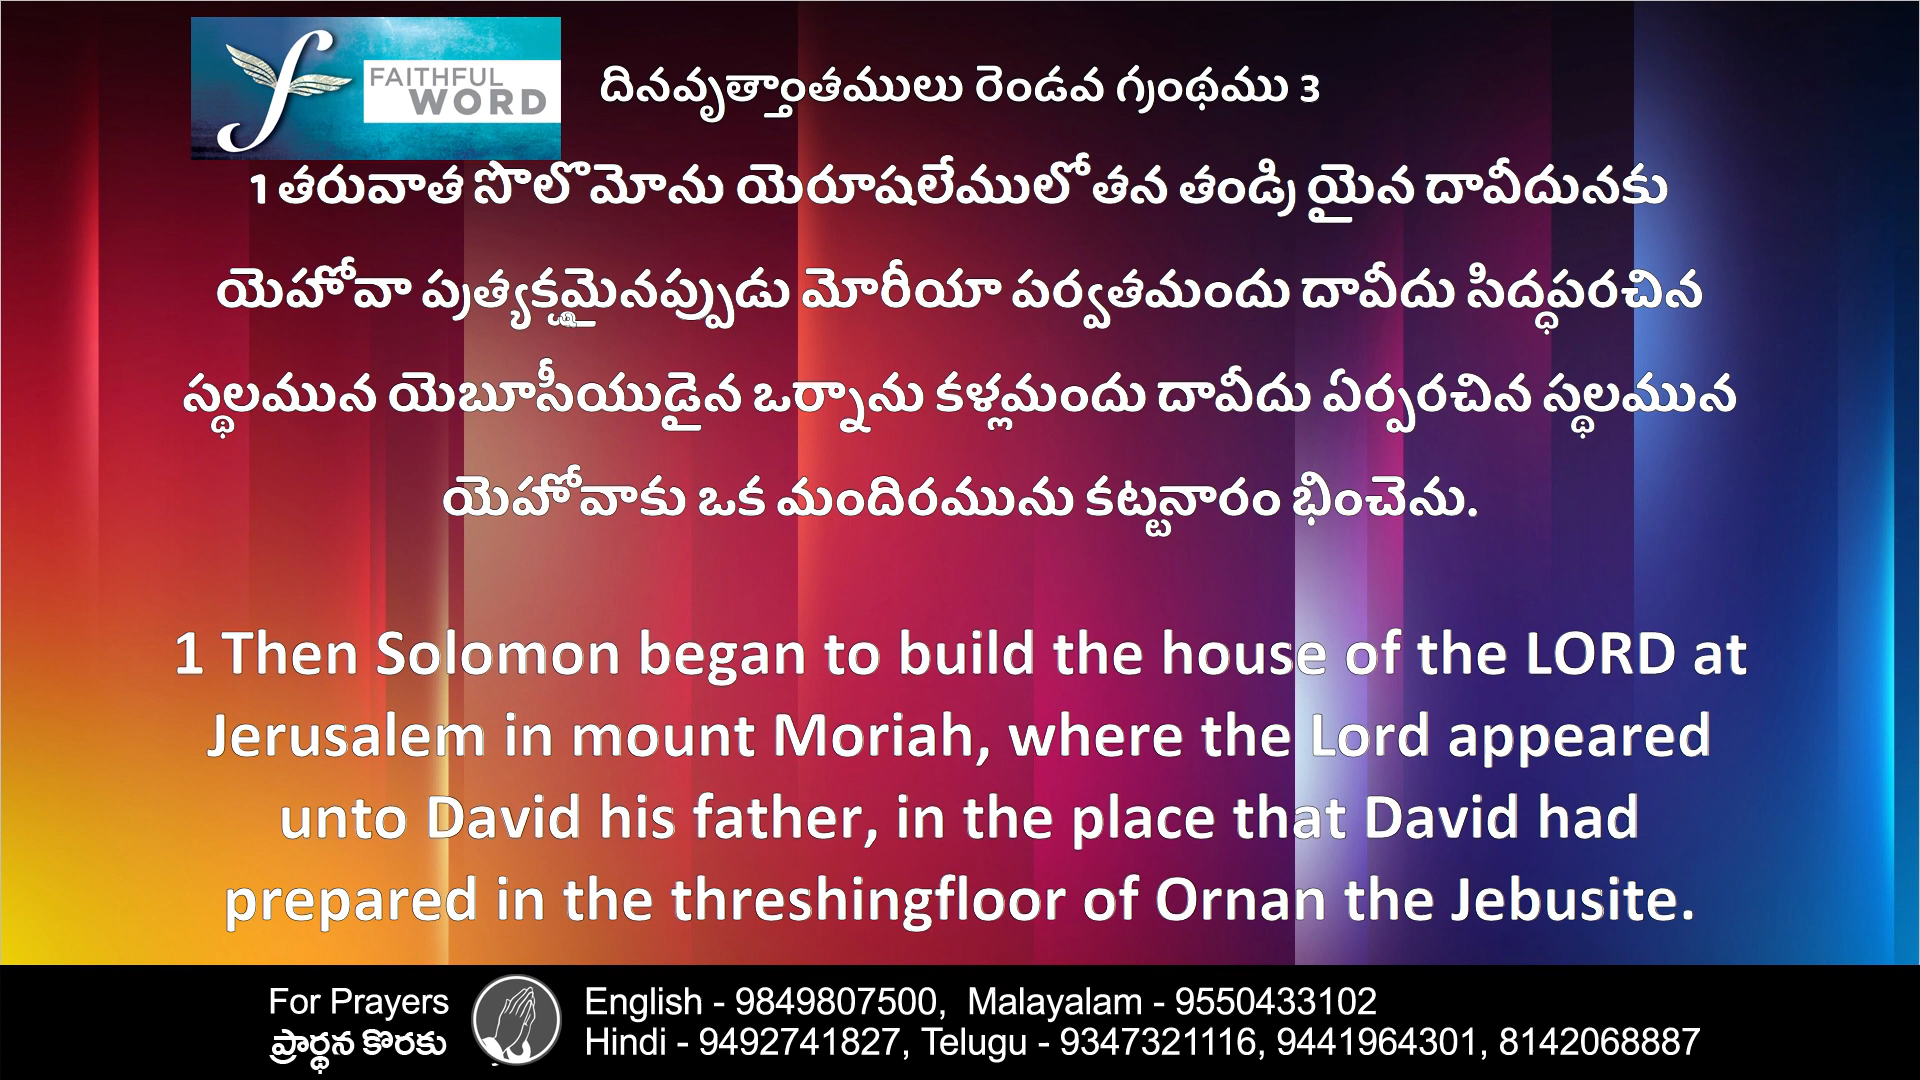 FAITHFUL
WORD
దినవృత్తాంతములు రెండవ గ్రంథము 3
1 తరువాత సొలొమోను యెరూషలేములో తన తండ్రి యైన దావీదునకు
యెహోవా ప్రత్యక్షమైనప్పుడు మోరీయా పర్వతమందు దావీదు సిద్ధపరచిన
స్థలమున యెబూసీయుడైన ఒర్నాను కళ్లమందు దావీదు ఏర్పరచిన స్థలమున
యెహోవాకు ఒక మందిరమును కట్టనారం భించెను.
1 Then Solomon began to build the house of the LORD at
Jerusalem in mount Moriah, where the Lord appeared
unto David his father, in the place that David had
prepared in the threshingfloor of Ornan the Jebusite.
For Prayers
ప్రార్థన కొరకు
English - 9849807500, Malayalam - 9550433102
Hindi - 9492741827, Telugu - 9347321116, 9441964301, 8142068887